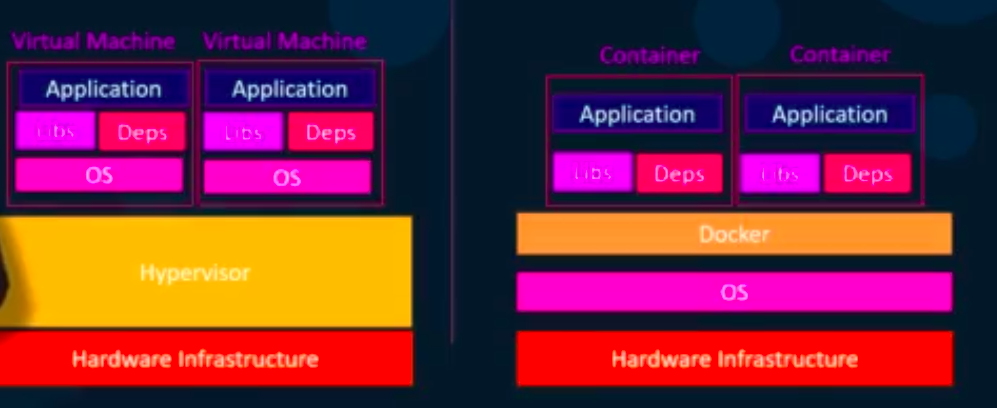 Virtual Machine Virtual Machine
Application Application
Libs Deps Libs Deps
OS OS
Hypervisor
Hardware Infrastructure
Container Container
Application Application
Libs Deps Libs Deps
Docker
OS
Hardware Infrastructure